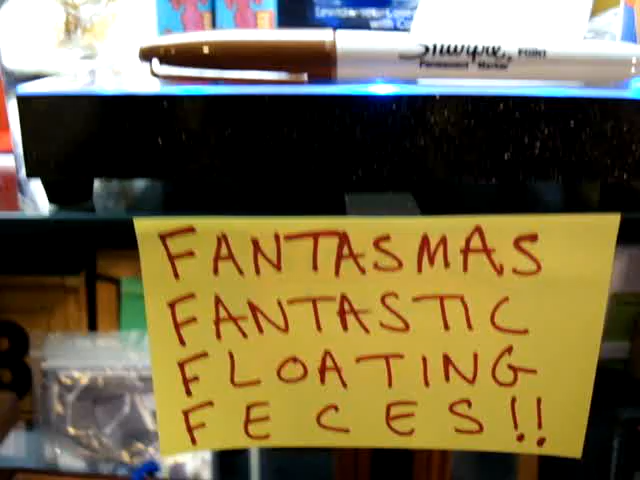 Sharpie
Permanent Marker
FANTASMAS
FANTASTIC
FLOATING
FECES!!